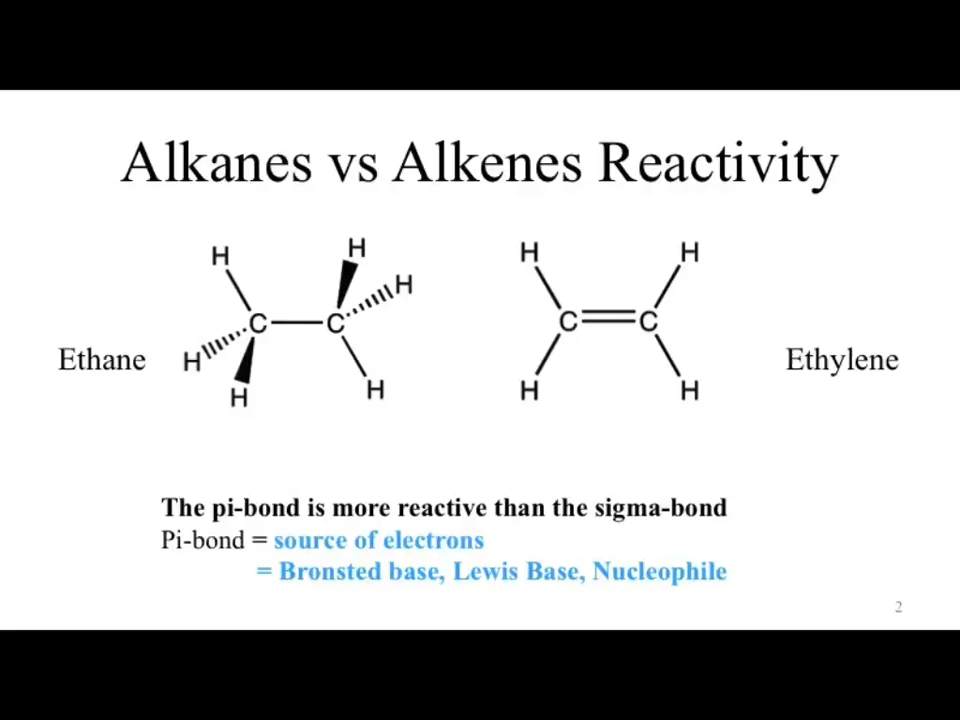 Alkanes vs Alkenes Reactivity
H H H H H
C C C C
H H H H H
Ethane Ethylene
The pi-bond is more reactive than the sigma-bond
Pi-bond = source of electrons
= Bronsted base, Lewis Base, Nucleophile
2